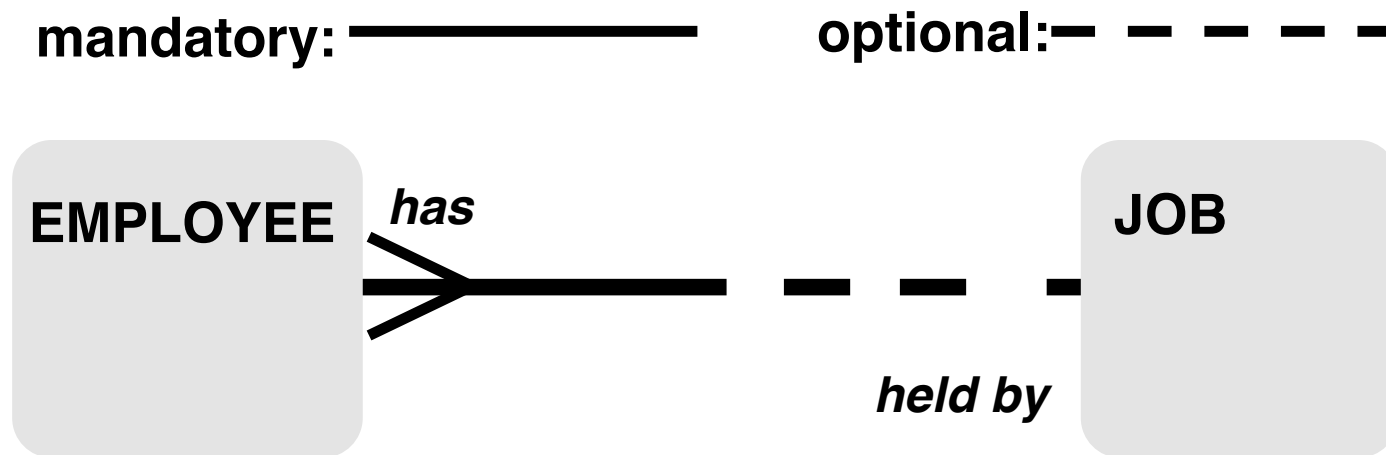 mandatory:
optional:
EMPLOYEE
has
JOB
held by